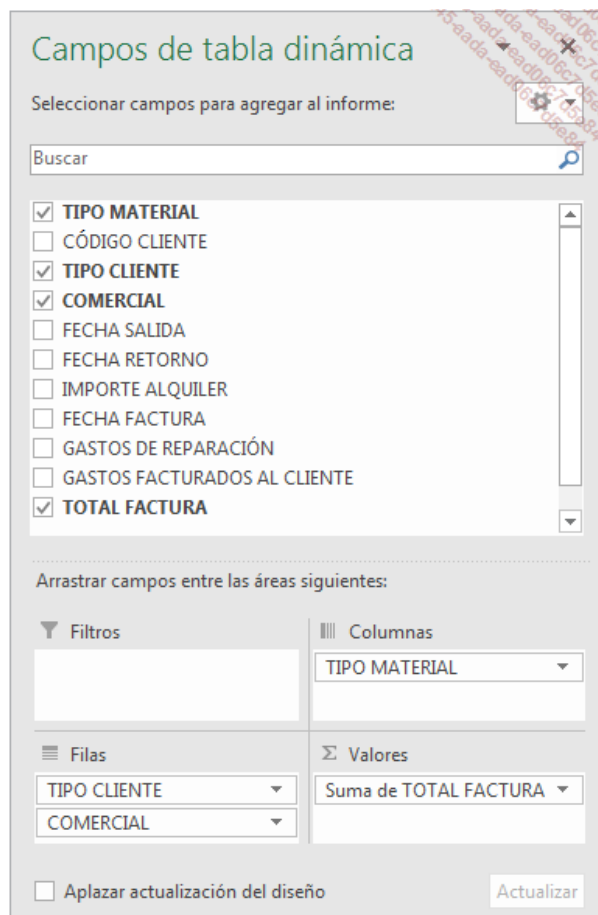 Campos de tabla dinámica
Seleccionar campos para agregar al informe:
Buscar
TIPO MATERIAL
CÓDIGO CLIENTE
TIPO CLIENTE
COMERCIAL
FECHA SALIDA
FECHA RETORNO
IMPORTE ALQUILER
FECHA FACTURA
GASTOS DE REPARACIÓN
GASTOS FACTURADOS AL CLIENTE
TOTAL FACTURA
Arrastrar campos entre las áreas siguientes:
Filtros
Columnas
TIPO MATERIAL
Filas
Σ Valores
TIPO CLIENTE
Suma de TOTAL FACTURA
COMERCIAL
Aplazar actualización del diseño
Actualizar